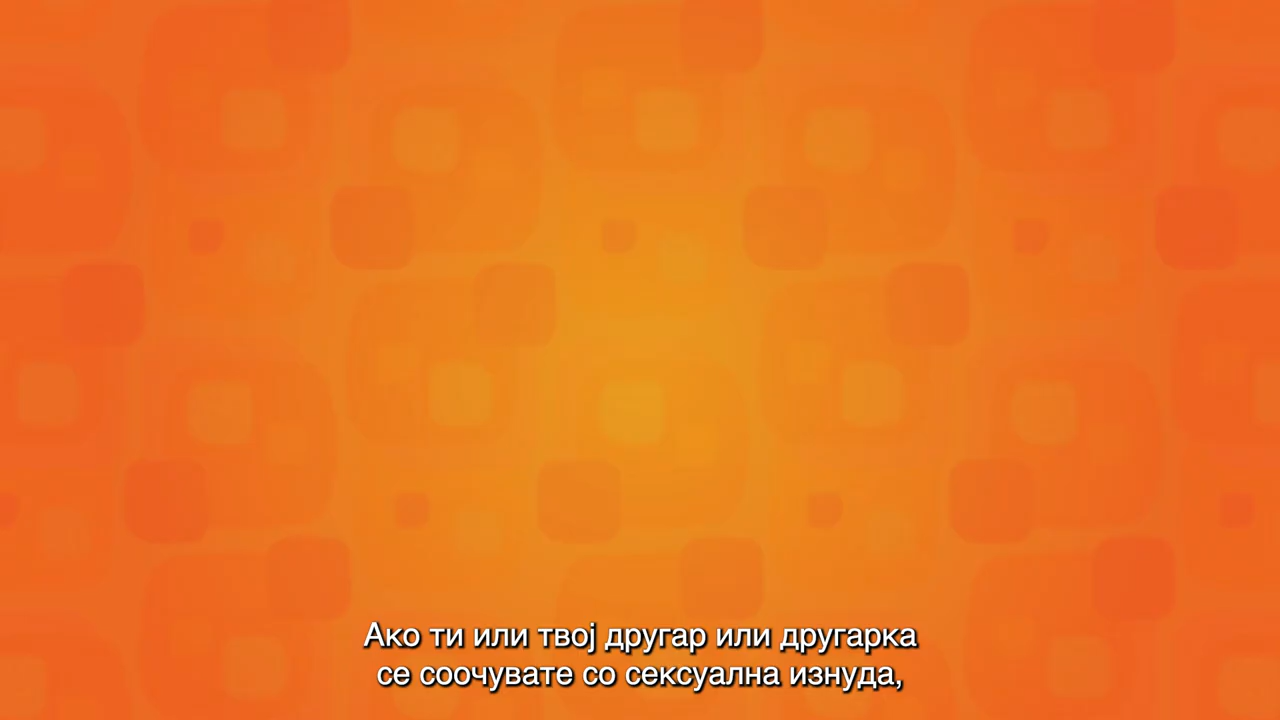 Ако ти или твој другар или другарка
се соочувате со сексуална изнуда,